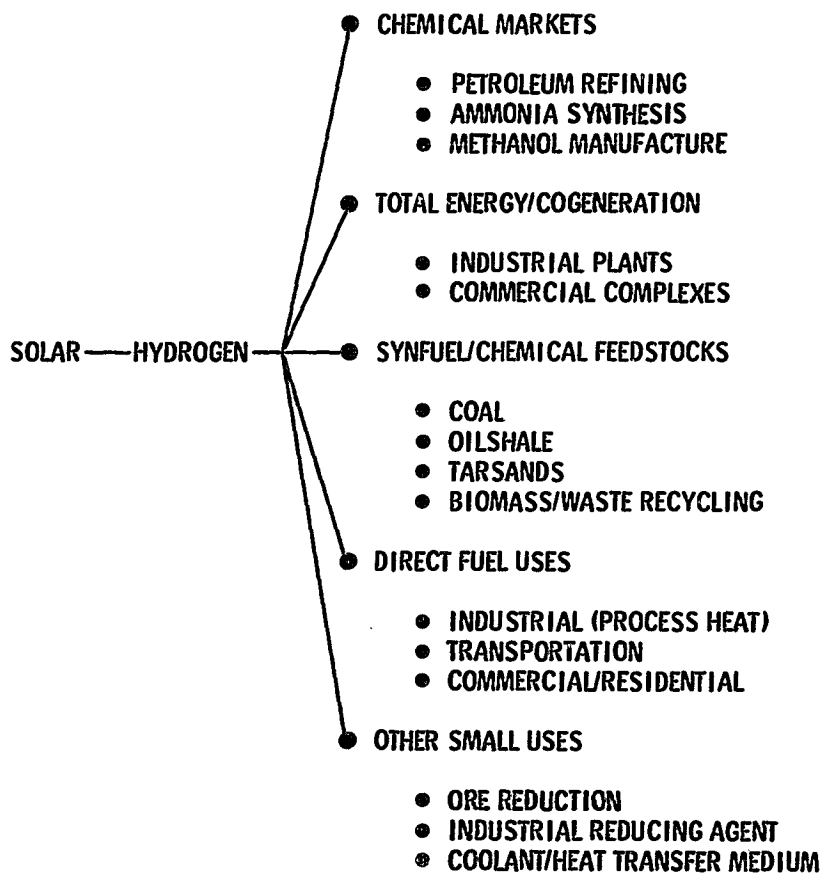 CHEMICAL MARKETS
PETROLEUM REFINING
AMMONIA SYNTHESIS
METHANOL MANUFACTURE
TOTAL ENERGY/COGENERATION
INDUSTRIAL PLANTS
COMMERCIAL COMPLEXES
SOLAR HYDROGEN SYNFUEL/CHEMICAL FEEDSTOCKS
COAL
OILSHALE
TARSANDS
BIOMASS/WASTE RECYCLING
DIRECT FUEL USES
INDUSTRIAL (PROCESS HEAT)
TRANSPORTATION
COMMERCIAL/RESIDENTIAL
OTHER SMALL USES
ORE REDUCTION
INDUSTRIAL REDUCING AGENT
COOLANT/HEAT TRANSFER MEDIUM